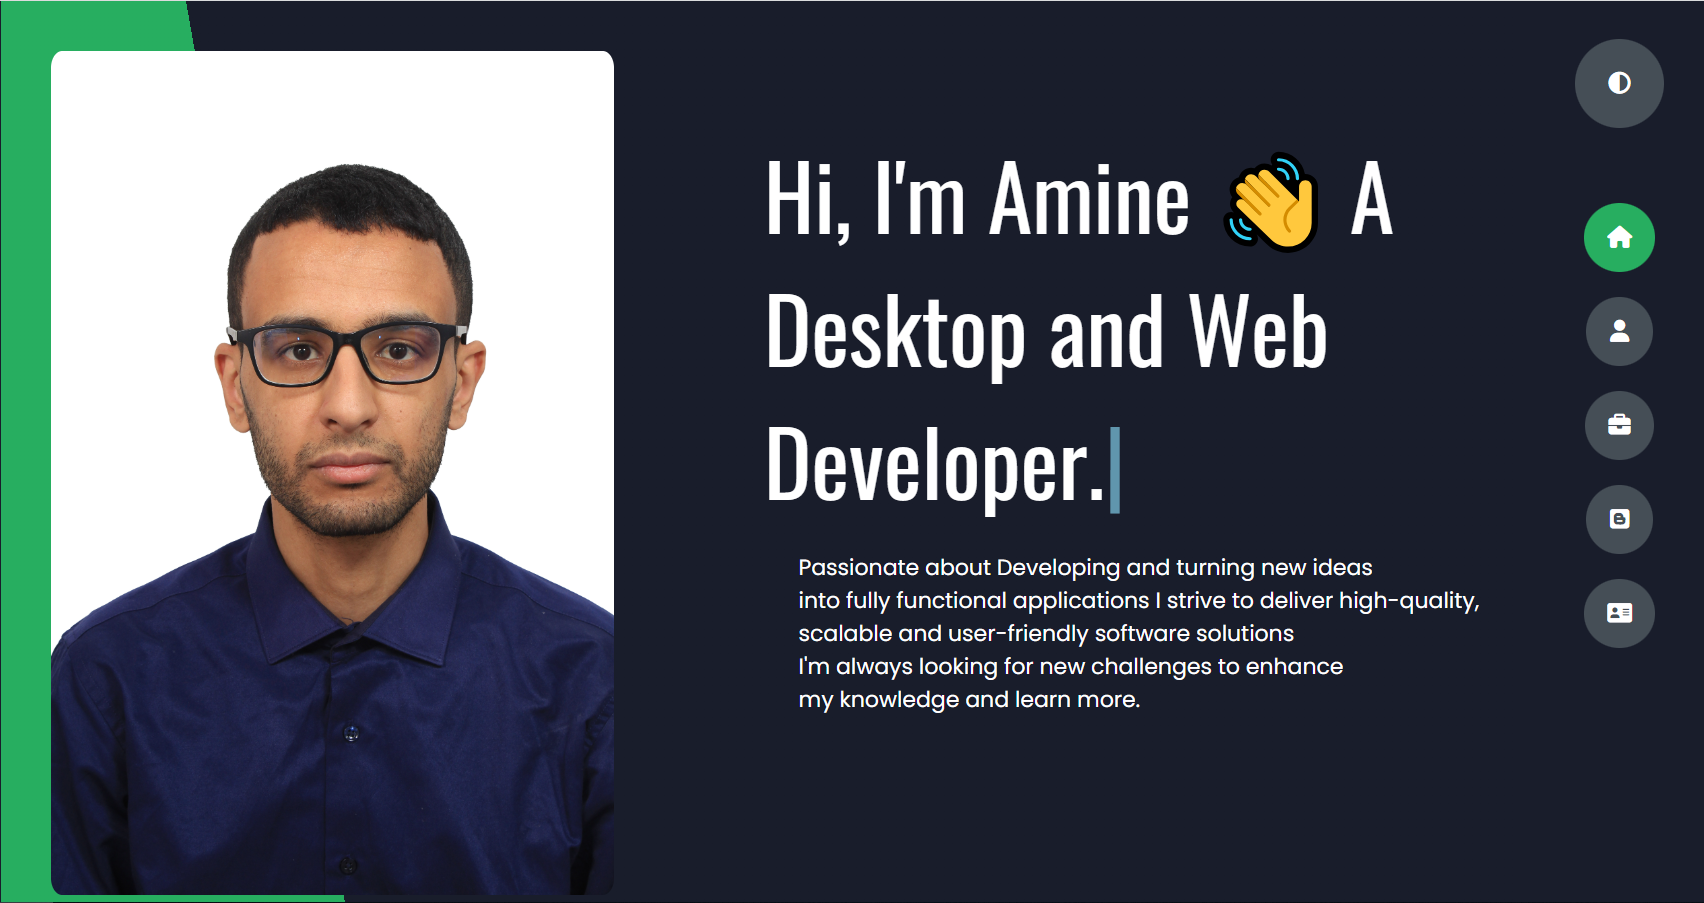 Hi, I'm Amine 👋 A
Desktop and Web
Developer.
Passionate about Developing and turning new ideas
into fully functional applications I strive to deliver high-quality,
scalable and user-friendly software solutions
I'm always looking for new challenges to enhance
my knowledge and learn more.